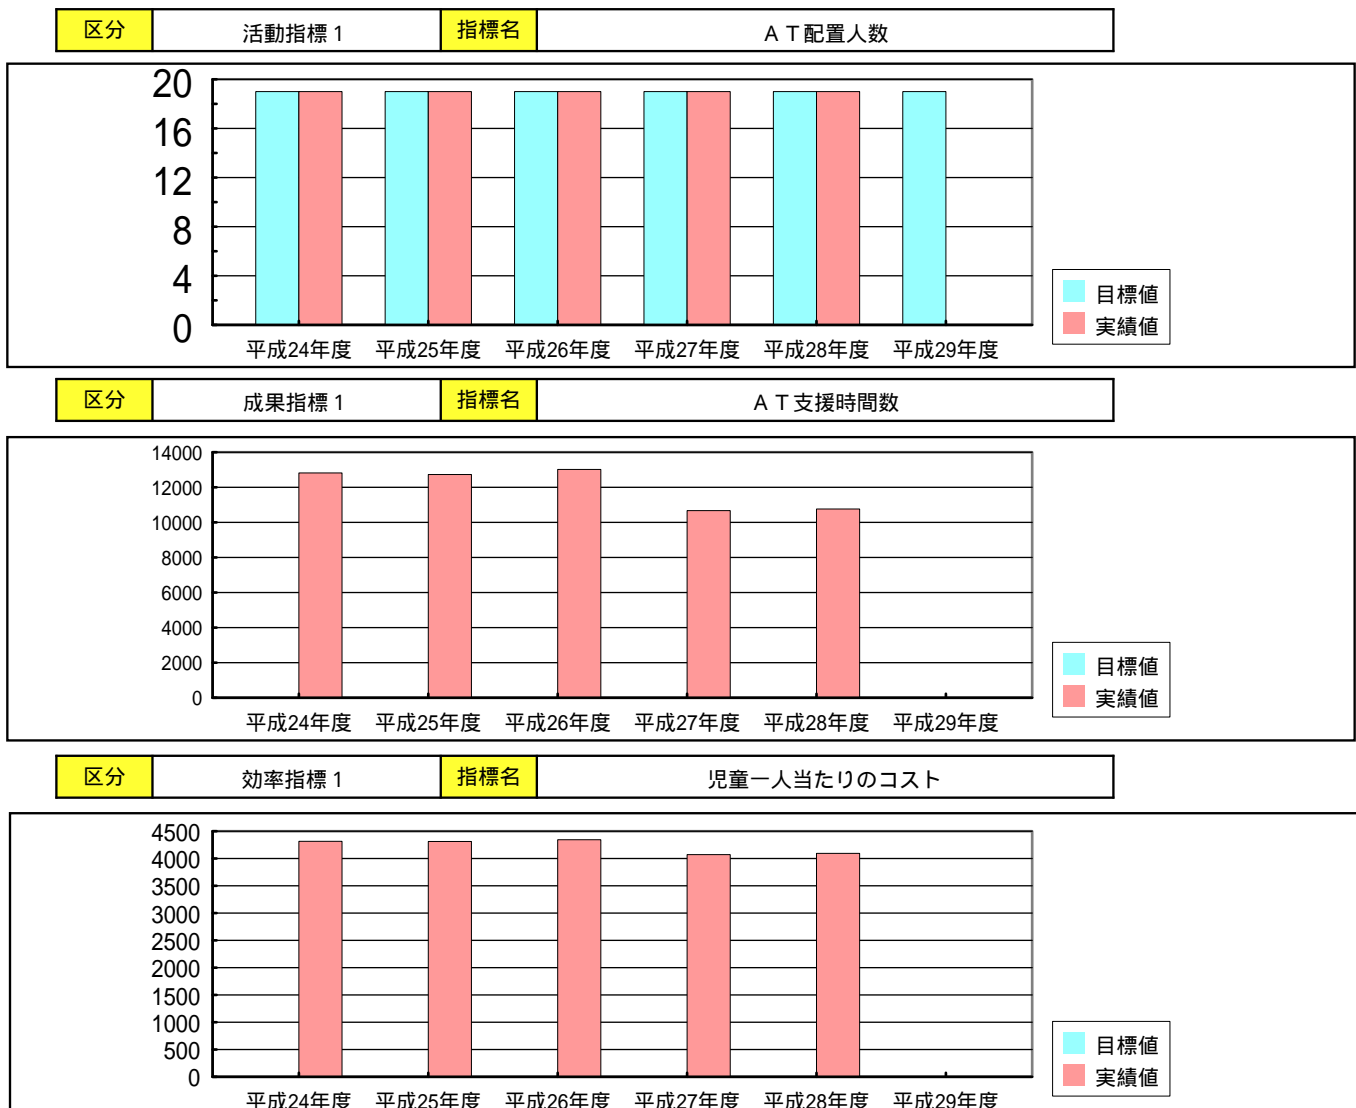 区分 活動指標１ 指標名 ＡＴ配置人数
20
16
12
8
4
0
平成24年度 平成25年度 平成26年度 平成27年度 平成28年度 平成29年度
目標値
実績値
区分 成果指標１ 指標名 ＡＴ支援時間数
14000
12000
10000
8000
6000
4000
2000
0
平成24年度 平成25年度 平成26年度 平成27年度 平成28年度 平成29年度
目標値
実績値
区分 効率指標１ 指標名 児童一人当たりのコスト
4500
4000
3500
3000
2500
2000
1500
1000
500
0
平成24年度 平成25年度 平成26年度 平成27年度 平成28年度 平成29年度
目標値
実績値